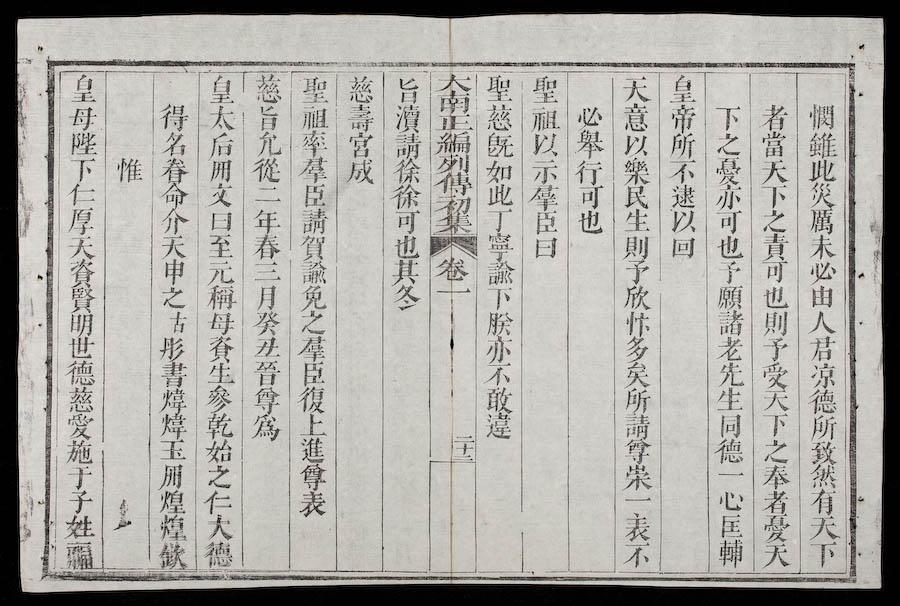 憫雖此災厲未必由人君凉德所致然有天下
者當天下之責可也則予受天下之奉者憂天
下之憂亦可也予願諸老先生同德一心匡輔
皇帝所不逮以回
天意以樂民生則予欣忭多矣所請尊崇一表不
必舉行可也
聖祖以示羣臣曰
聖慈旣如此丁寧諭下朕亦不敢違
大南正編列傳初集 卷一 二十三
旨瀆請徐徐可也其冬
慈壽宮成
聖祖率羣臣請賀諭免之羣臣復上進尊表
慈旨允從二年春三月癸丑晉尊爲
皇太后冊文曰至元稱母資生參乾始之仁大德
得名眷命介天申之古彤書煒煒玉冊煌煌欽
惟
皇母陛下仁厚天資賢明世德慈愛施于子姓